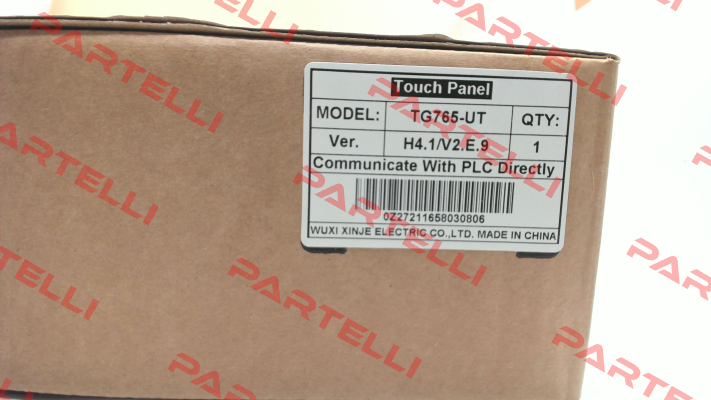 Touch Panel
MODEL: TG765-UT QTY:
Ver. H4.1/V2.E.9 1
Communicate With PLC Directly
0Z27211658030806
WUXI XINJE ELECTRIC CO.,LTD. MADE IN CHINA
PARTELLI
PARTELLI
PARTELLI
PARTELLI
PARTELLI
PARTELLI
PARTELLI
PARTELLI
PARTELLI